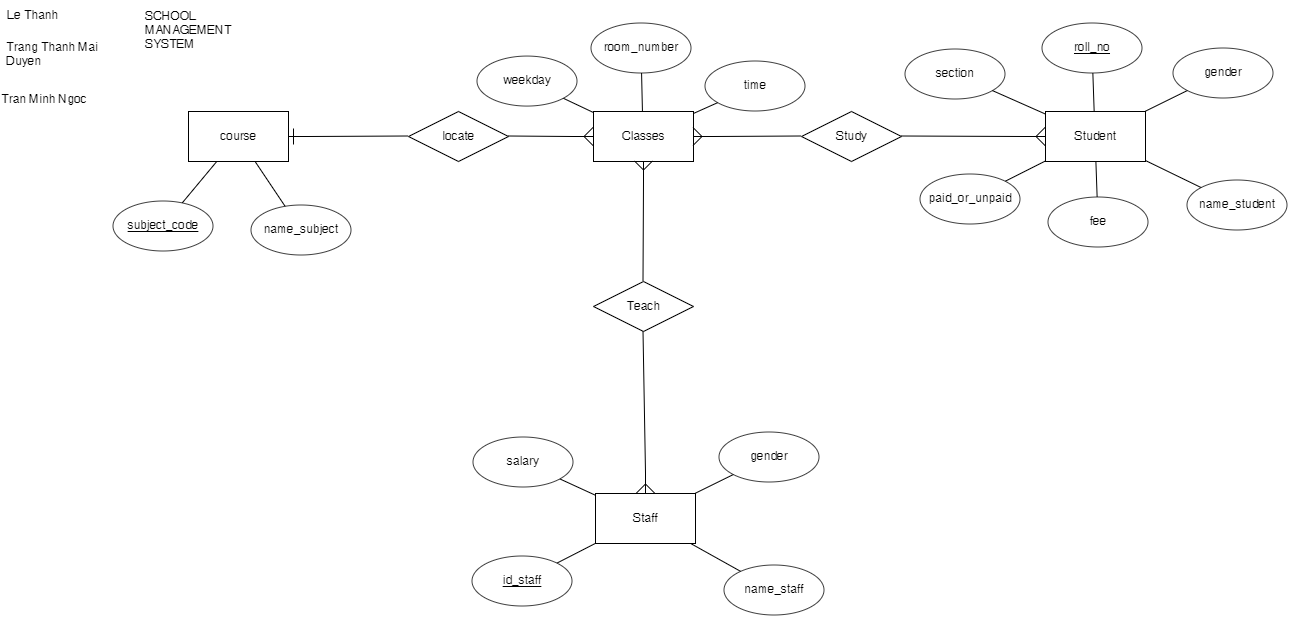 Le Thanh
Trang Thanh Mai
Duyen
Tran Minh Ngoc
SCHOOL
MANAGEMENT
SYSTEM
weekday
room_number
time
section
roll_no
gender
course
locate
Classes
Study
Student
subject_code
name_subject
paid_or_unpaid
fee
name_student
Teach
salary
gender
Staff
id_staff
name_staff